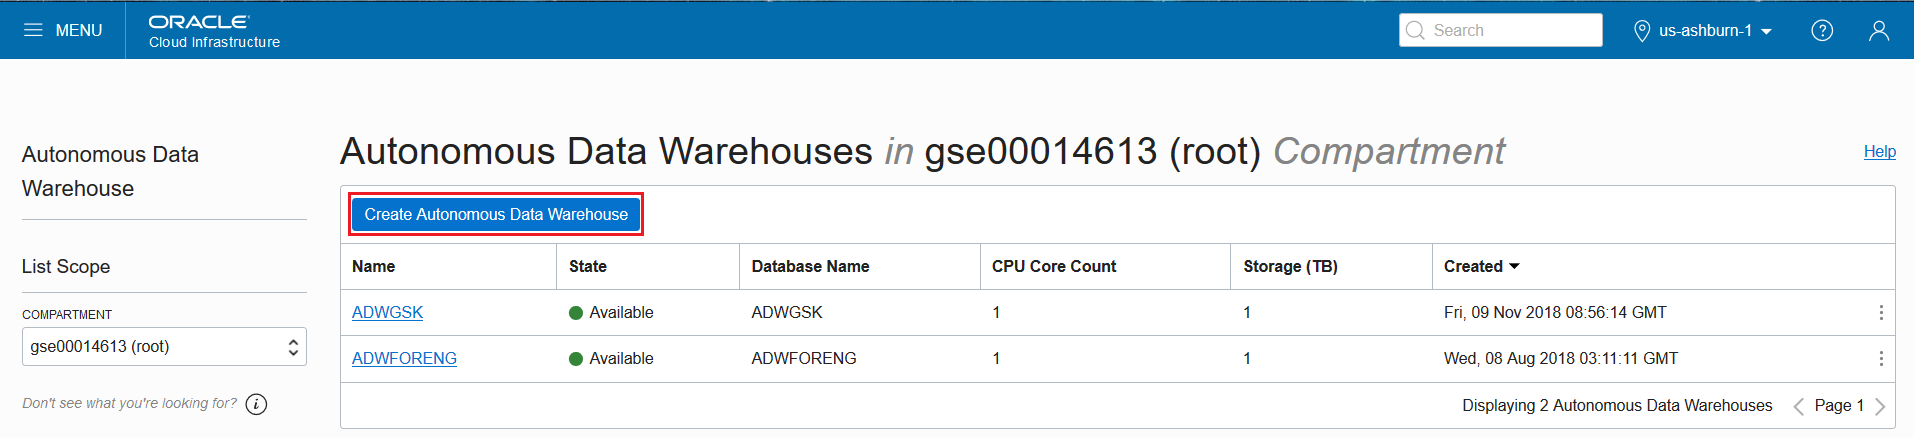 MENU
ORACLE
Cloud Infrastructure
Search
us-ashburn-1
Autonomous Data
Warehouse
List Scope
COMPARTMENT
gse00014613 (root)
Don't see what you're looking for?
Autonomous Data Warehouses in gse00014613 (root) Compartment
Help
Create Autonomous Data Warehouse
Name State Database Name CPU Core Count Storage (TB) Created
ADWGSK Available ADWGSK 1 1 Fri, 09 Nov 2018 08:56:14 GMT
ADWFORENG Available ADWFORENG 1 1 Wed, 08 Aug 2018 03:11:11 GMT
Displaying 2 Autonomous Data Warehouses Page 1